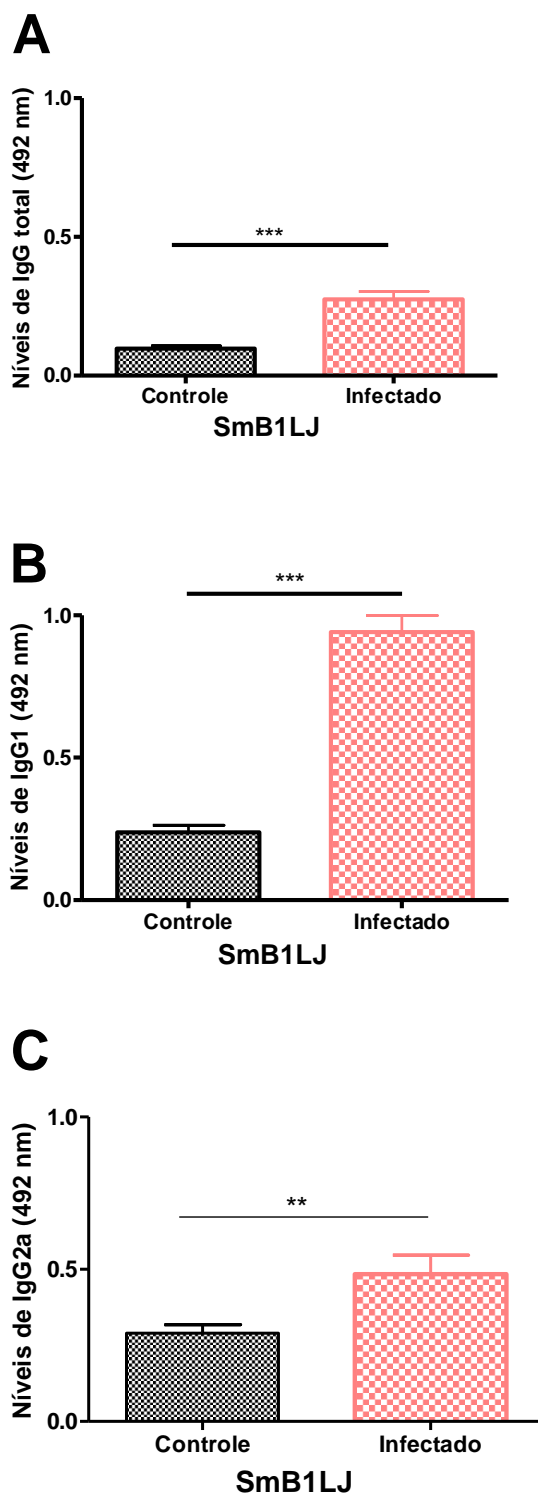 A
Níveis de IgG total (492 nm)
1.0
0.5
0.0
***
Controle
Infectado
SmB1LJ
B
Níveis de IgG1 (492 nm)
1.0
0.5
0.0
***
Controle
Infectado
SmB1LJ
C
Níveis de IgG2a (492 nm)
1.0
0.5
0.0
**
Controle
Infectado
SmB1LJ